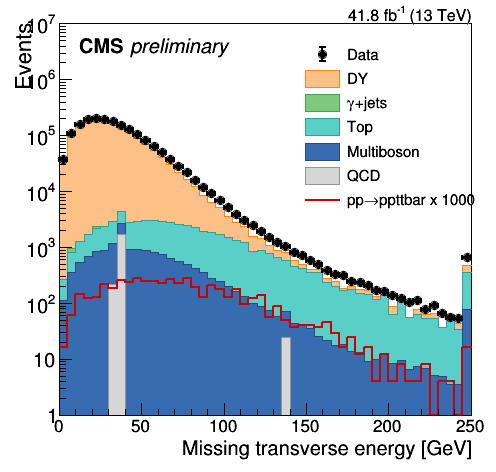 41.8 fb⁻¹ (13 TeV)
CMS preliminary
Events
10⁷
10⁶
10⁵
10⁴
10³
10²
10
1
Data
DY
γ+jets
Top
Multiboson
QCD
pp→ppttbar x 1000
0 50 100 150 200 250
Missing transverse energy [GeV]